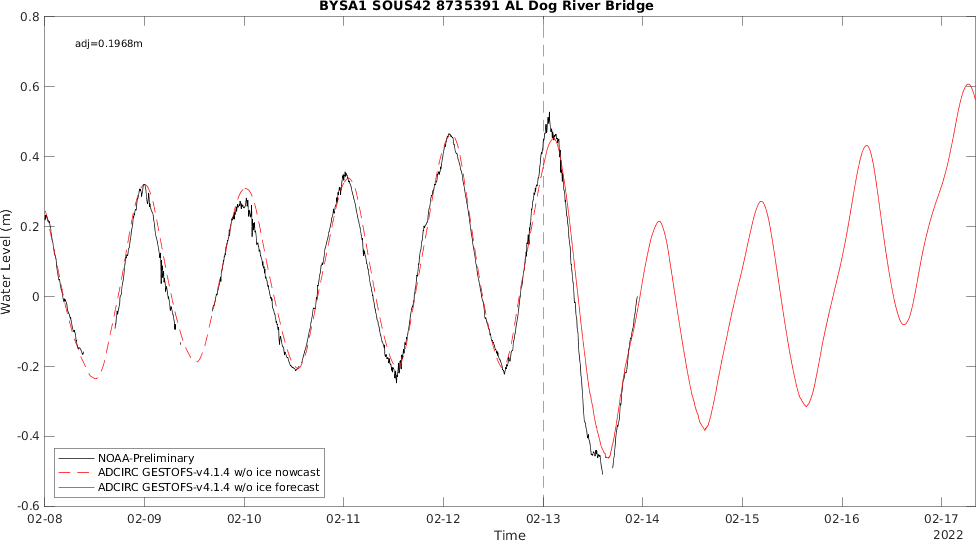 BYSA1 SOUS42 8735391 AL Dog River Bridge
adj=0.1968m
0.8
0.6
0.4
0.2
0
-0.2
-0.4
-0.6
Water Level (m)
NOAA-Preliminary
ADCIRC GESTOFS-v4.1.4 w/o ice nowcast
ADCIRC GESTOFS-v4.1.4 w/o ice forecast
02-08 02-09 02-10 02-11 02-12 02-13 02-14 02-15 02-16 02-17
Time
2022